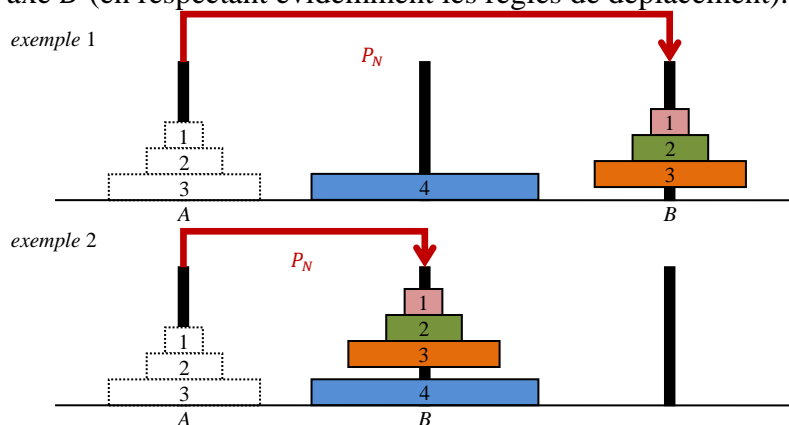 axe B (en respectant évidemment les règles de déplacement).
exemple 1
P_N
1
1
2
2
3
4
3
A
B
exemple 2
P_N
1
1
2
2
3
3
4
A
B